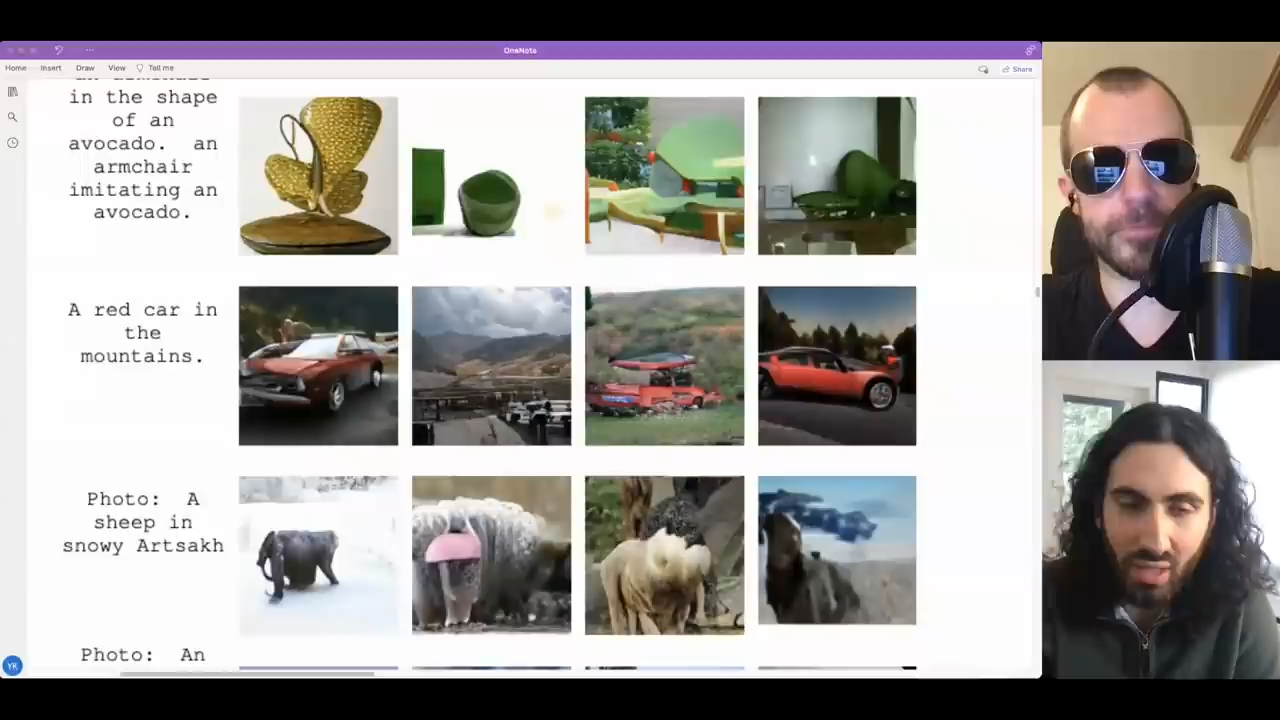 OneNote
Home Insert Draw View Tell me
Share
in the shape
of an
avocado. an
armchair
imitating an
avocado.
A red car in
the
mountains.
Photo: A
sheep in
snowy Artsakh
Photo: An
YR